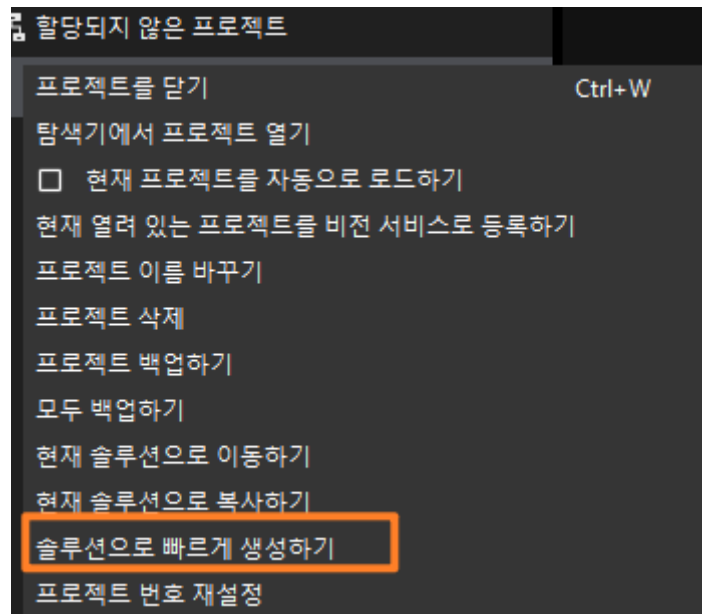 할당되지 않은 프로젝트
프로젝트를 닫기 Ctrl+W
탐색기에서 프로젝트 열기
현재 프로젝트를 자동으로 로드하기
현재 열려 있는 프로젝트를 비전 서비스로 등록하기
프로젝트 이름 바꾸기
프로젝트 삭제
프로젝트 백업하기
모두 백업하기
현재 솔루션으로 이동하기
현재 솔루션으로 복사하기
솔루션으로 빠르게 생성하기
프로젝트 번호 재설정